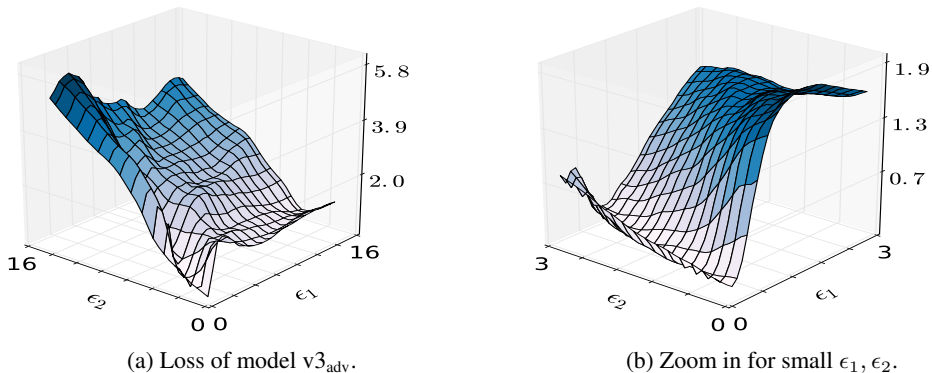 5.8
3.9
2.0
16
ϵ₂
0 0
ϵ₁
16
(a) Loss of model v3adv.
1.9
1.3
0.7
3
ϵ₂
0 0
ϵ₁
3
(b) Zoom in for small ϵ₁, ϵ₂.